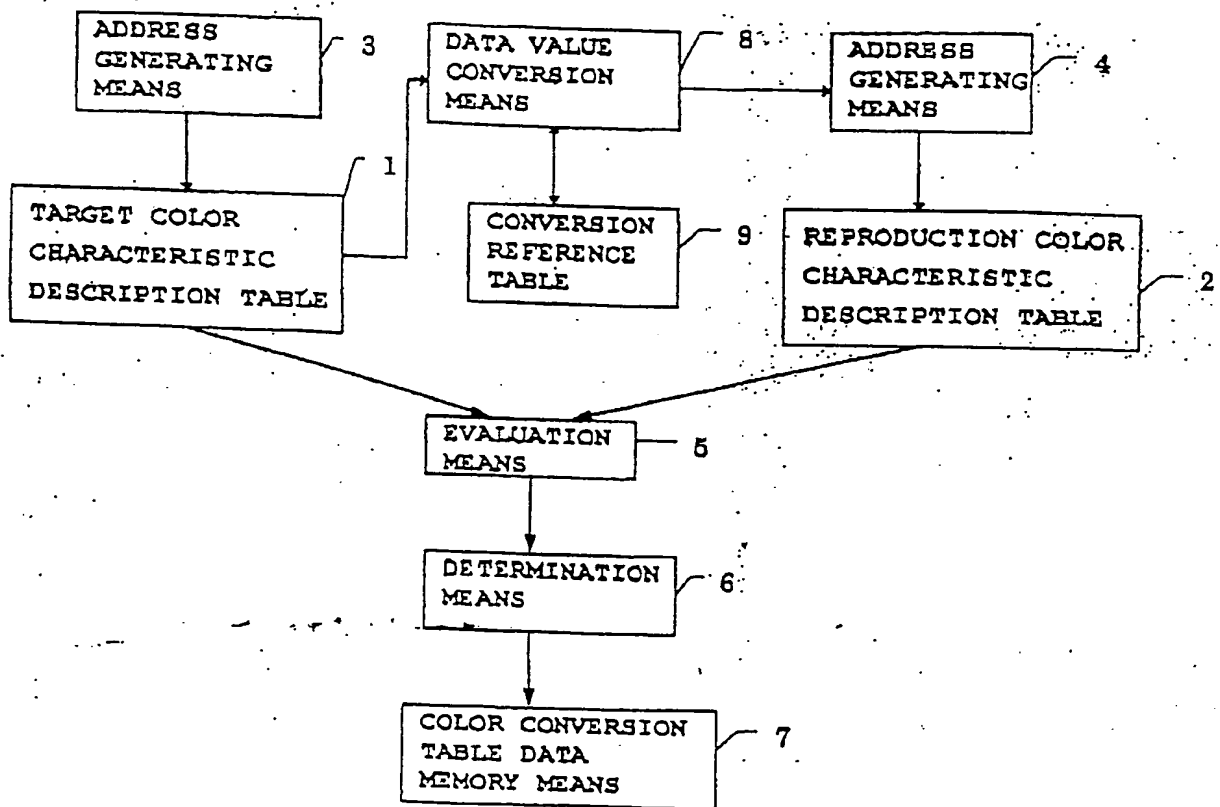 ADDRESS
GENERATING
MEANS
3
DATA VALUE
CONVERSION
MEANS
8
ADDRESS
GENERATING
MEANS
4
1
TARGET COLOR
CHARACTERISTIC
DESCRIPTION TABLE
CONVERSION
REFERENCE
TABLE
9
REPRODUCTION COLOR
CHARACTERISTIC
DESCRIPTION TABLE
2
EVALUATION
MEANS
5
DETERMINATION
MEANS
6
COLOR CONVERSION
TABLE DATA
MEMORY MEANS
7